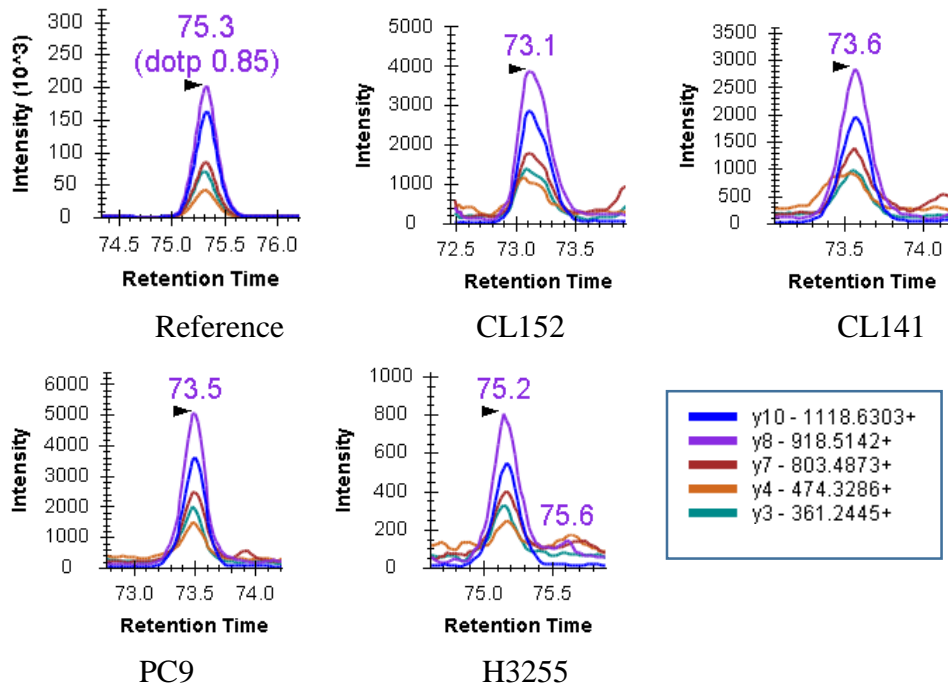 75.3
(dotp 0.85)
Intensity (10^3)
300
250
200
150
100
50
0
74.5 75.0 75.5 76.0
Retention Time
Reference
73.1
Intensity
5000
4000
3000
2000
1000
0
72.5 73.0 73.5
Retention Time
CL152
73.6
Intensity
3500
3000
2500
2000
1500
1000
500
0
73.5 74.0
Retention Time
CL141
73.5
Intensity
6000
5000
4000
3000
2000
1000
0
73.0 73.5 74.0
Retention Time
PC9
75.2
75.6
Intensity
1000
800
600
400
200
0
75.0 75.5
Retention Time
H3255
y10 - 1118.6303+
y8 - 918.5142+
y7 - 803.4873+
y4 - 474.3286+
y3 - 361.2445+